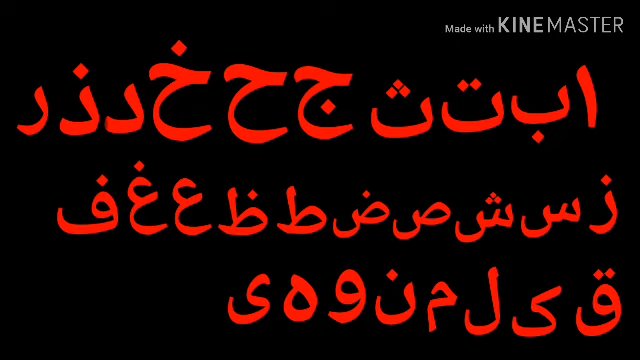 Made with KINEMASTER
ا ب ت ث ج ح خ د ذ ر
ز س ش ص ض ط ظ ع غ ف
ق ک ل م ن و ه ی